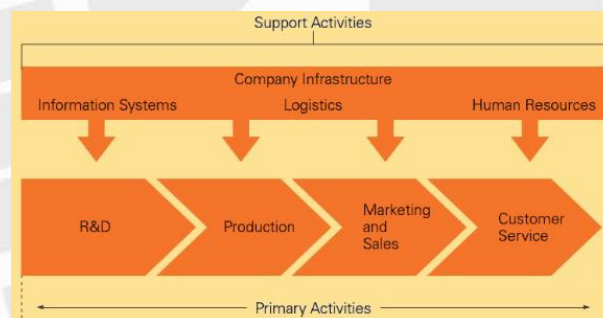 Support Activities
Company Infrastructure
Information Systems Logistics Human Resources
R&D Production Marketing and Sales Customer Service
Primary Activities